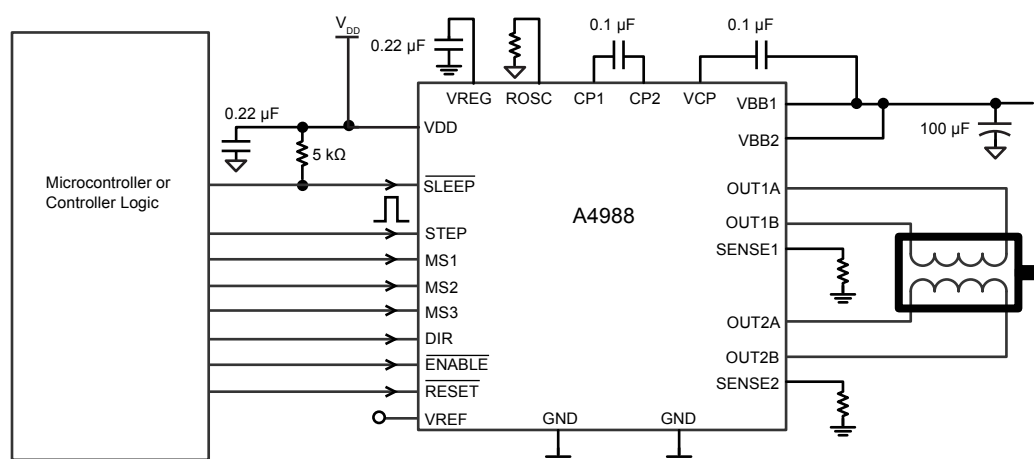 V_DD
0.22 µF
0.1 µF
0.1 µF
VREG
ROSC
CP1
CP2
VCP
VBB1
0.22 µF
VDD
VBB2
100 µF
5 kΩ
Microcontroller or
Controller Logic
SLEEP
OUT1A
A4988
OUT1B
STEP
SENSE1
MS1
MS2
MS3
OUT2A
DIR
OUT2B
ENABLE
SENSE2
RESET
VREF
GND
GND